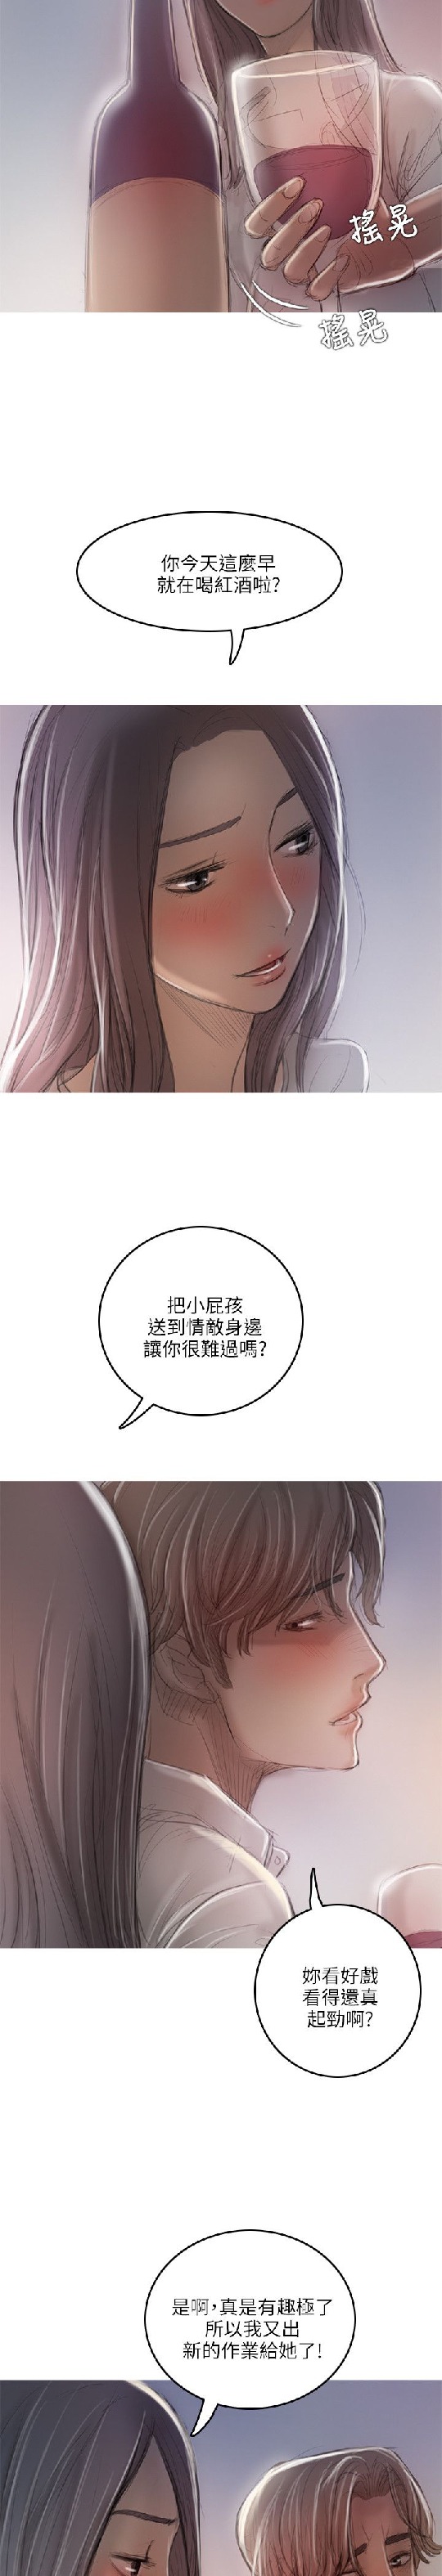 搖晃
搖晃
你今天這麼早
就在喝紅酒啦?
把小屁孩
送到情敵身邊
讓你很難過嗎?
妳看好戲
看得還真
起勁啊?
是啊,真是有趣極了
所以我又出
新的作業給她了!